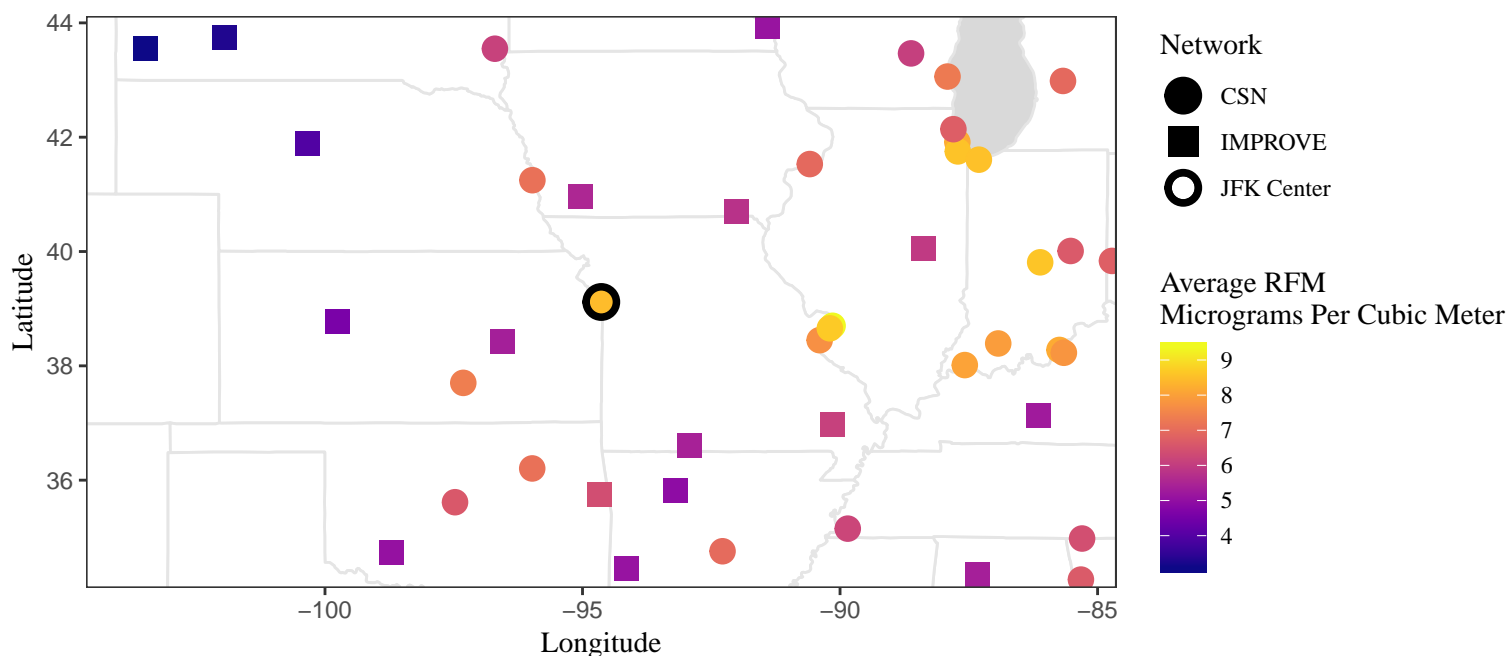 44
42
40
38
36
Latitude
−100
−95
−90
−85
Longitude
Network
CSN
IMPROVE
JFK Center
Average RFM
Micrograms Per Cubic Meter
9
8
7
6
5
4